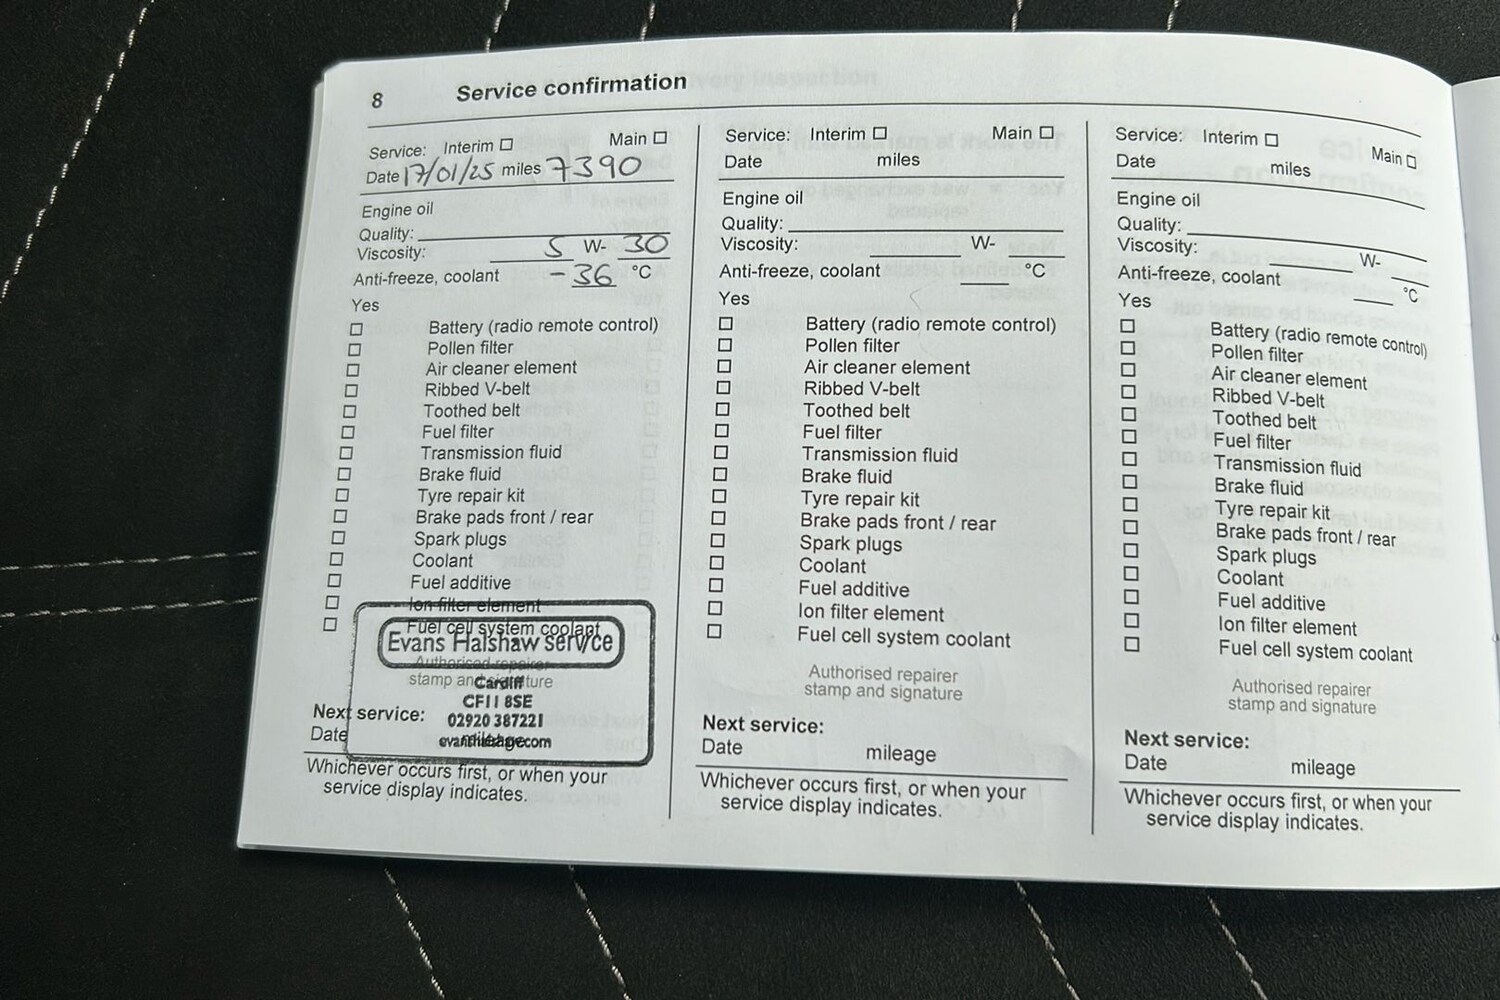 8 Service confirmation
Service: Interim ☐ Main ☐
Date 17/01/25 miles 7390
Engine oil
Quality:
Viscosity: 5 W- 30
Anti-freeze, coolant -36 °C
Yes
☐ Battery (radio remote control)
☐ Pollen filter
☐ Air cleaner element
☐ Ribbed V-belt
☐ Toothed belt
☐ Fuel filter
☐ Transmission fluid
☐ Brake fluid
☐ Tyre repair kit
☐ Brake pads front / rear
☐ Spark plugs
☐ Coolant
☐ Fuel additive
☐ Ion filter element
☐ Fuel cell system coolant
Evans Halshaw service
Authorised repairer
stamp and signature
Cardiff
CF11 8SE
02920 387221
Next service:
Date mileage
Whichever occurs first, or when your
service display indicates.
Service: Interim ☐ Main ☐
Date miles
Engine oil
Quality:
Viscosity: W-
Anti-freeze, coolant °C
Yes
☐ Battery (radio remote control)
☐ Pollen filter
☐ Air cleaner element
☐ Ribbed V-belt
☐ Toothed belt
☐ Fuel filter
☐ Transmission fluid
☐ Brake fluid
☐ Tyre repair kit
☐ Brake pads front / rear
☐ Spark plugs
☐ Coolant
☐ Fuel additive
☐ Ion filter element
☐ Fuel cell system coolant
Authorised repairer
stamp and signature
Next service:
Date mileage
Whichever occurs first, or when your
service display indicates.
Service: Interim ☐ Main ☐
Date miles
Engine oil
Quality:
Viscosity: W-
Anti-freeze, coolant °C
Yes
☐ Battery (radio remote control)
☐ Pollen filter
☐ Air cleaner element
☐ Ribbed V-belt
☐ Toothed belt
☐ Fuel filter
☐ Transmission fluid
☐ Brake fluid
☐ Tyre repair kit
☐ Brake pads front / rear
☐ Spark plugs
☐ Coolant
☐ Fuel additive
☐ Ion filter element
☐ Fuel cell system coolant
Authorised repairer
stamp and signature
Next service:
Date mileage
Whichever occurs first, or when your
service display indicates.